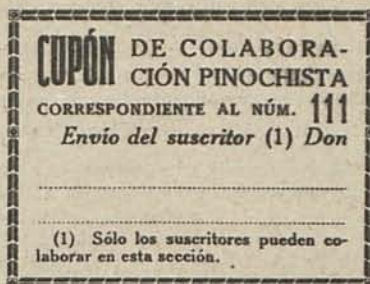 CUPÓN DE COLABORA-
CIÓN PINOCHISTA
CORRESPONDIENTE AL NÚM. 111
Envío del suscritor (1) Don
(1) Sólo los suscritores pueden co-
laborar en esta sección.